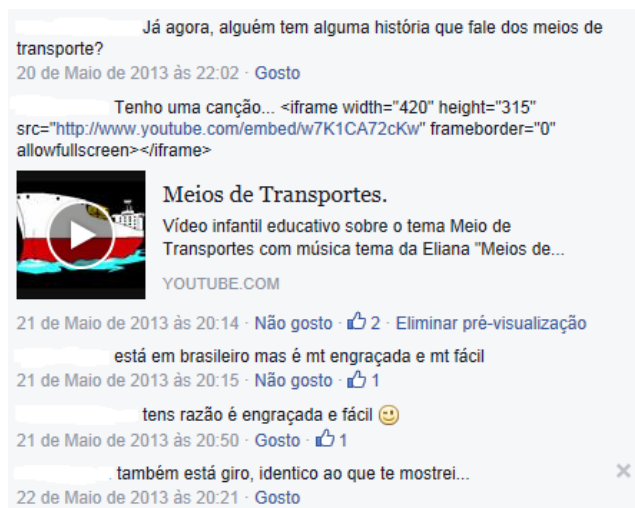 Já agora, alguém tem alguma história que fale dos meios de
transporte?
20 de Maio de 2013 às 22:02 · Gosto
Tenho uma canção... <iframe width="420" height="315"
src="http://www.youtube.com/embed/w7K1CA72cKw" frameborder="0"
allowfullscreen></iframe>
Meios de Transportes.
Vídeo infantil educativo sobre o tema Meio de
Transportes com música tema da Eliana "Meios de...
YOUTUBE.COM
21 de Maio de 2013 às 20:14 · Não gosto · 2 · Eliminar pré-visualização
está em brasileiro mas é mt engraçada e mt fácil
21 de Maio de 2013 às 20:15 · Não gosto · 1
tens razão é engraçada e fácil
21 de Maio de 2013 às 20:50 · Gosto · 1
também está giro, identico ao que te mostrei...
22 de Maio de 2013 às 20:21 · Gosto